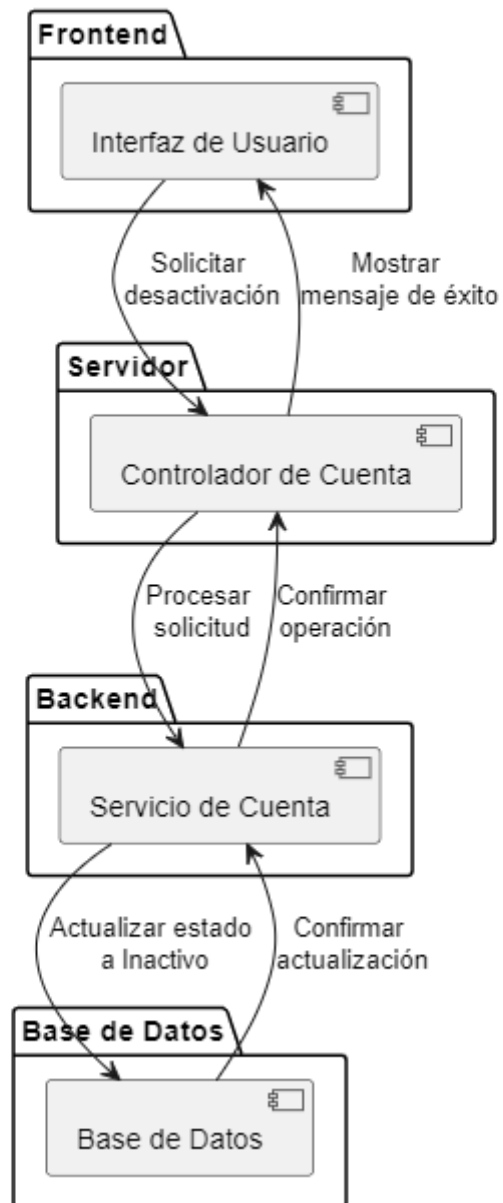 Frontend
Interfaz de Usuario
Solicitar
desactivación
Mostrar
mensaje de éxito
Servidor
Controlador de Cuenta
Procesar
solicitud
Confirmar
operación
Backend
Servicio de Cuenta
Actualizar estado
a Inactivo
Confirmar
actualización
Base de Datos
Base de Datos